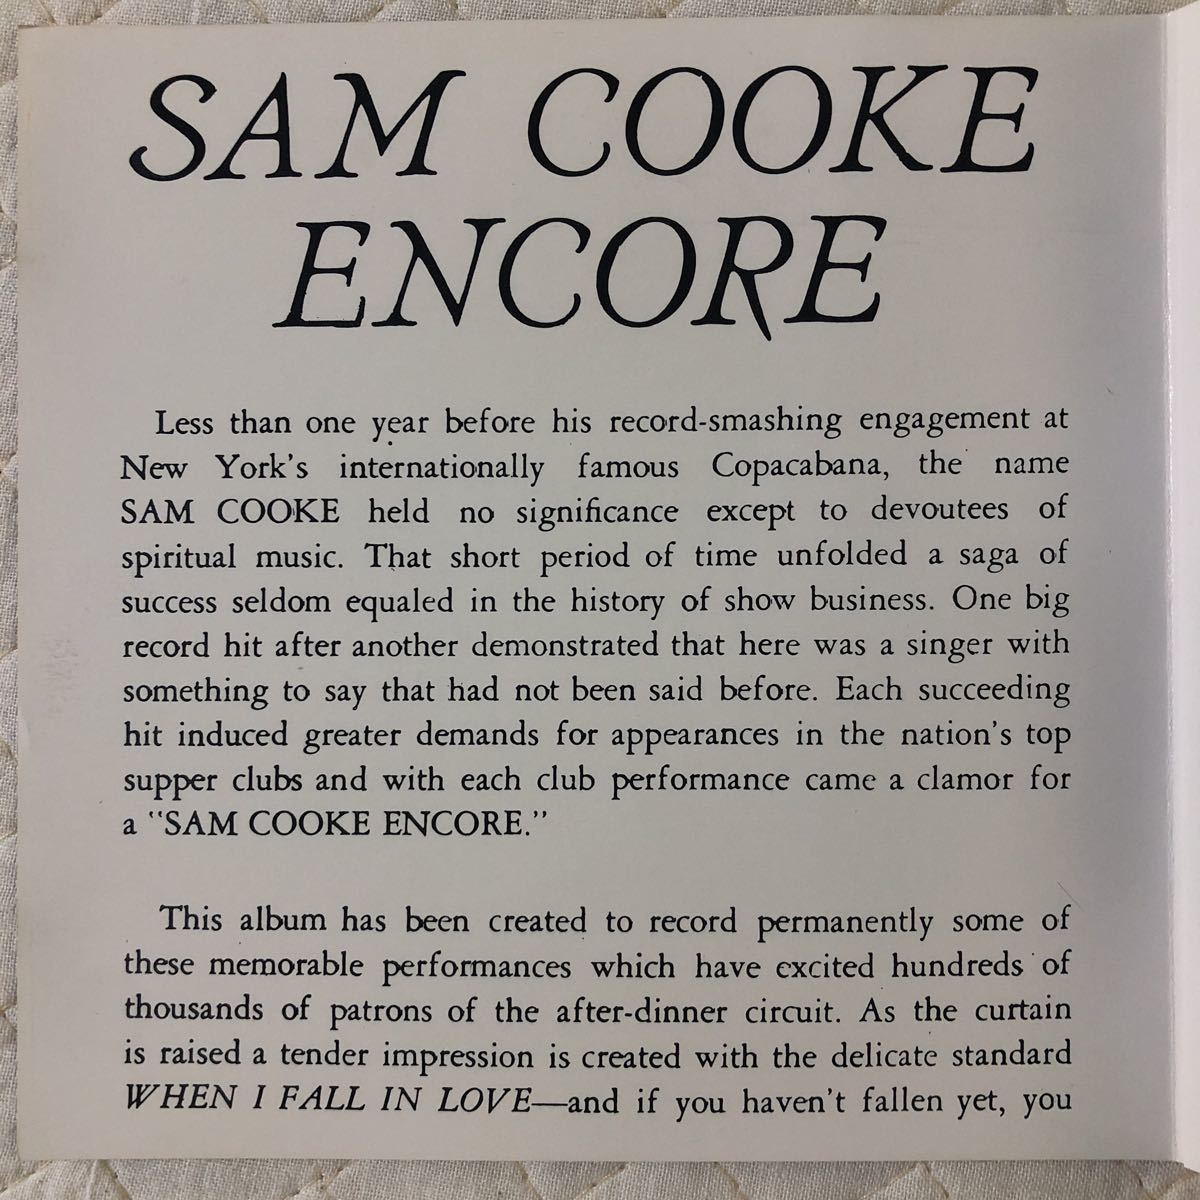 SAM COOKE
ENCORE
Less than one year before his record-smashing engagement at
New York's internationally famous Copacabana, the name
SAM COOKE held no significance except to devoutees of
spiritual music. That short period of time unfolded a saga of
success seldom equaled in the history of show business. One big
record hit after another demonstrated that here was a singer with
something to say that had not been said before. Each succeeding
hit induced greater demands for appearances in the nation's top
supper clubs and with each club performance came a clamor for
a "SAM COOKE ENCORE."
This album has been created to record permanently some of
these memorable performances which have excited hundreds of
thousands of patrons of the after-dinner circuit. As the curtain
is raised a tender impression is created with the delicate standard
WHEN I FALL IN LOVE—and if you haven't fallen yet, you